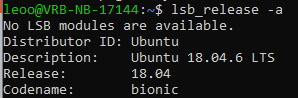 leoo@VRB-NB-17144:~$ lsb_release -a
No LSB modules are available.
Distributor ID: Ubuntu
Description:    Ubuntu 18.04.6 LTS
Release:        18.04
Codename:       bionic